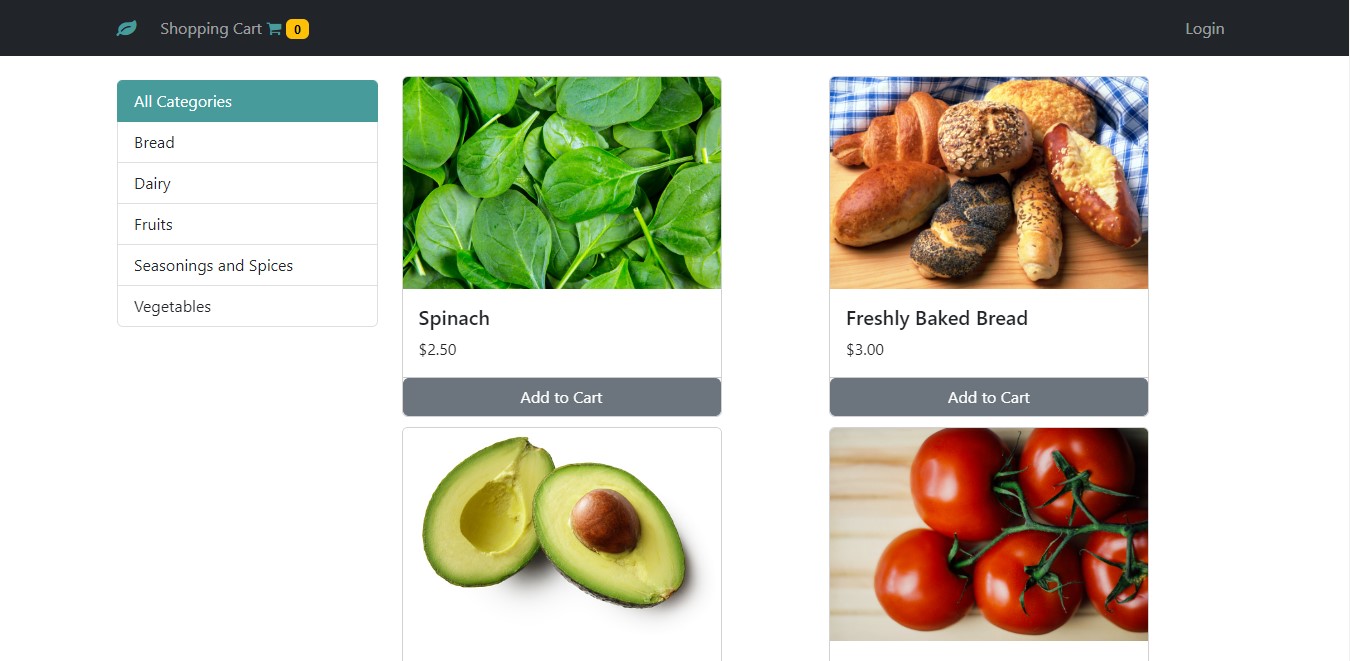 Shopping Cart 0
Login
All Categories
Bread
Dairy
Fruits
Seasonings and Spices
Vegetables
Spinach
$2.50
Add to Cart
Freshly Baked Bread
$3.00
Add to Cart